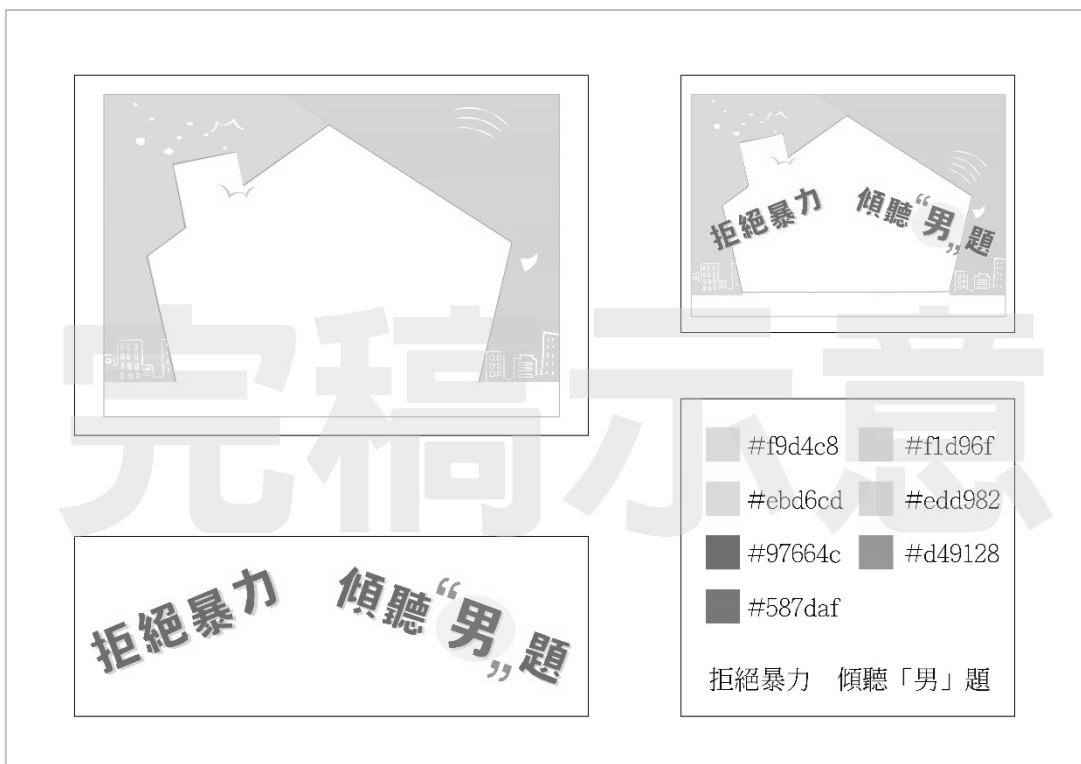 拒絕暴力 傾聽“男”題
完稿示意
#f9d4c8 #f1d96f
#ebd6cd #edd982
#97664c #d49128
#587daf
拒絕暴力 傾聽“男”題
拒絕暴力 傾聽「男」題